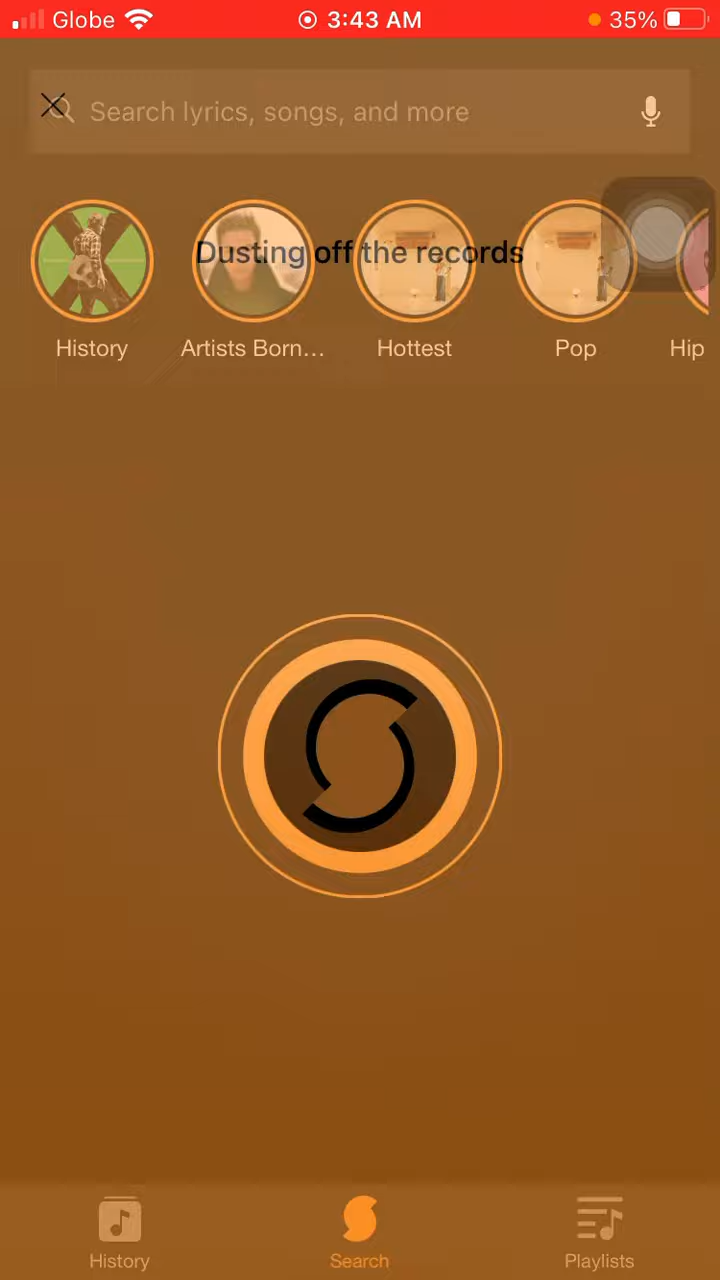 Globe 3:43 AM 35%
Search lyrics, songs, and more
Dusting off the records
History Artists Born... Hottest Pop Hip
History Search Playlists